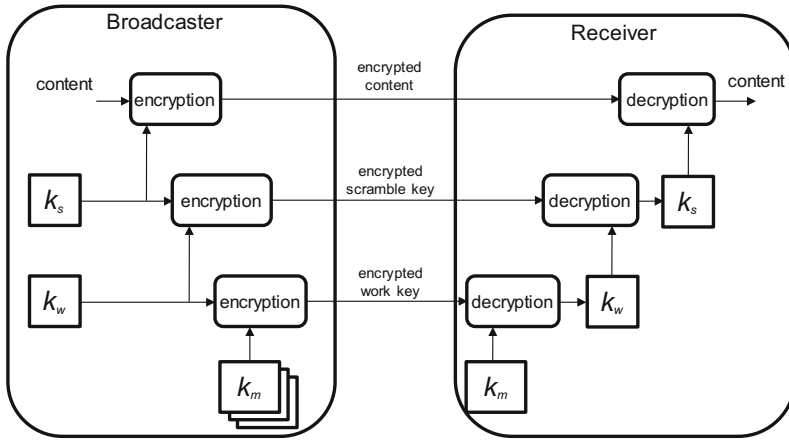 Broadcaster
Receiver
content
encryption
encrypted
content
decryption
content
k_s
encryption
encrypted
scramble key
decryption
k_s
k_w
encryption
encrypted
work key
decryption
k_w
k_m
k_m